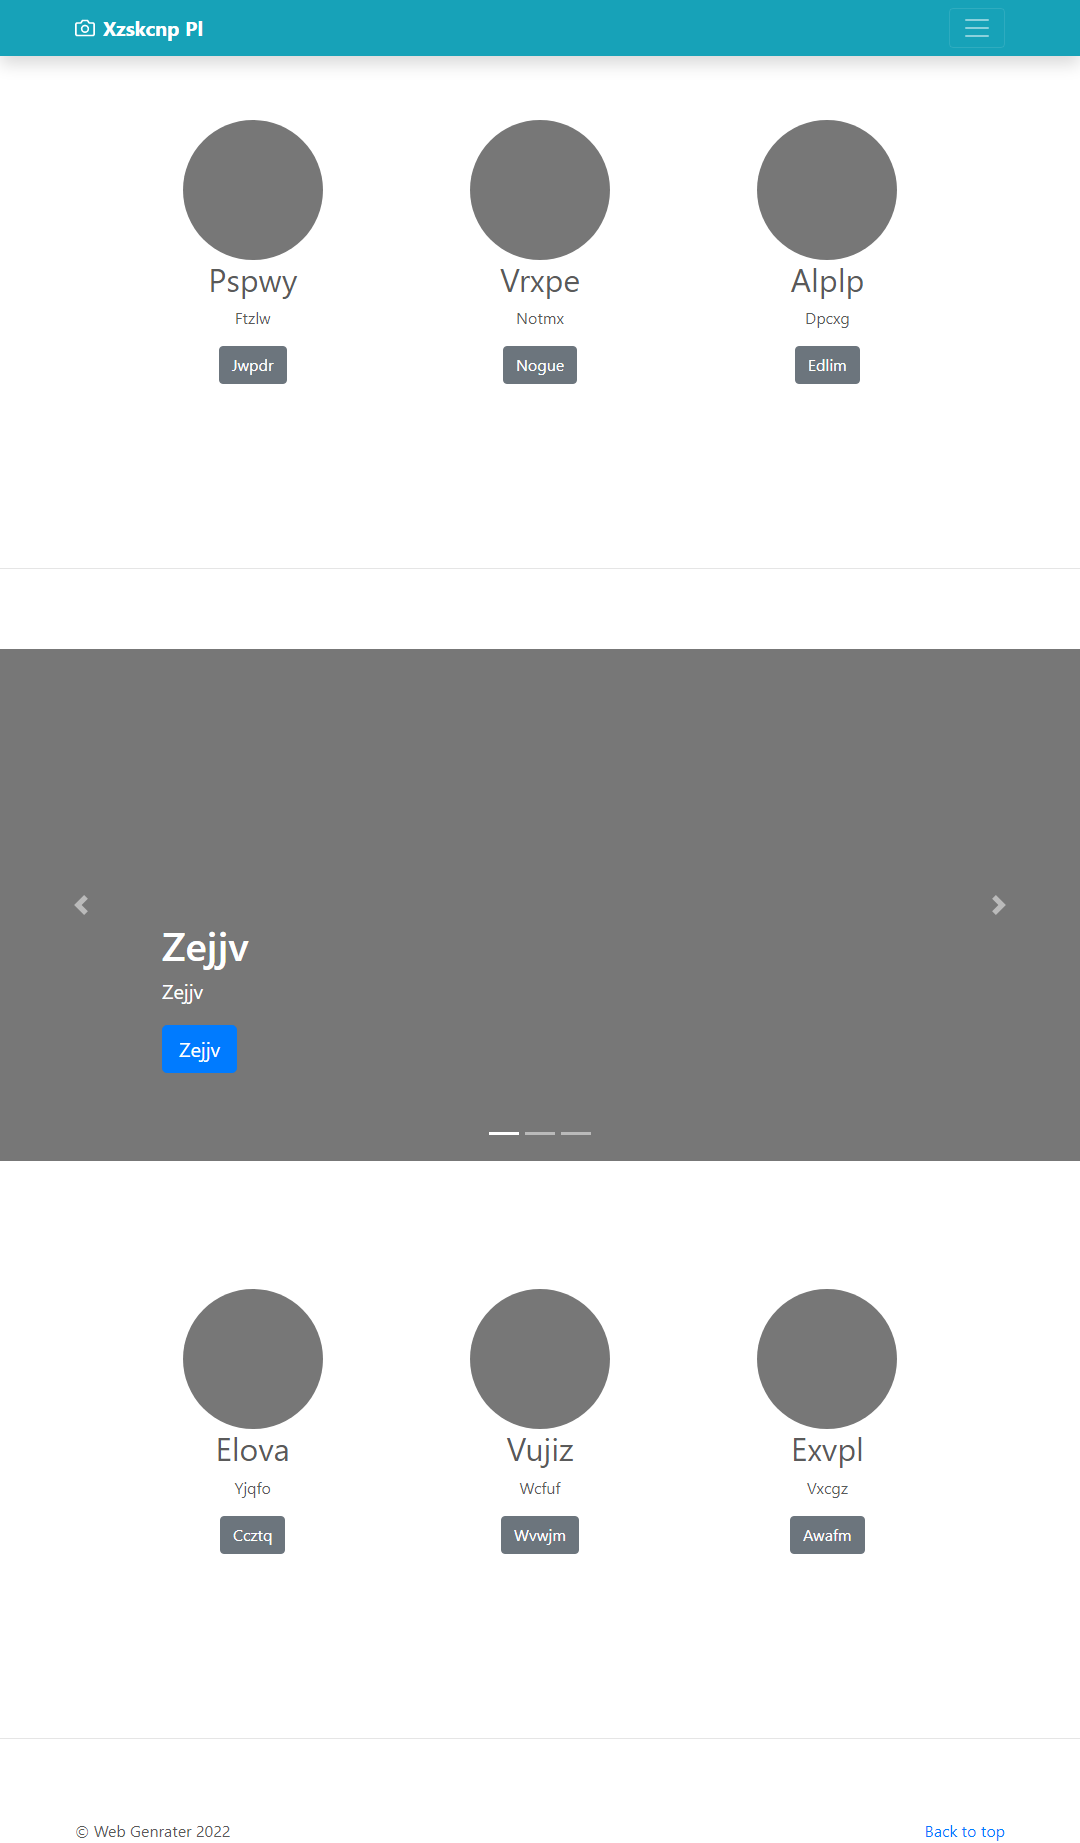 Xzskcnp Pl
Pspwy
Ftzlw
Jwpdr
Vrxpe
Notmx
Nogue
Alplp
Dpcxg
Edlim
Zejjv
Zejjv
Zejjv
Elova
Yjqfo
Ccztq
Vujiz
Wcfuf
Wvwjm
Exvpl
Vxcgz
Awafm
© Web Genrater 2022
Back to top